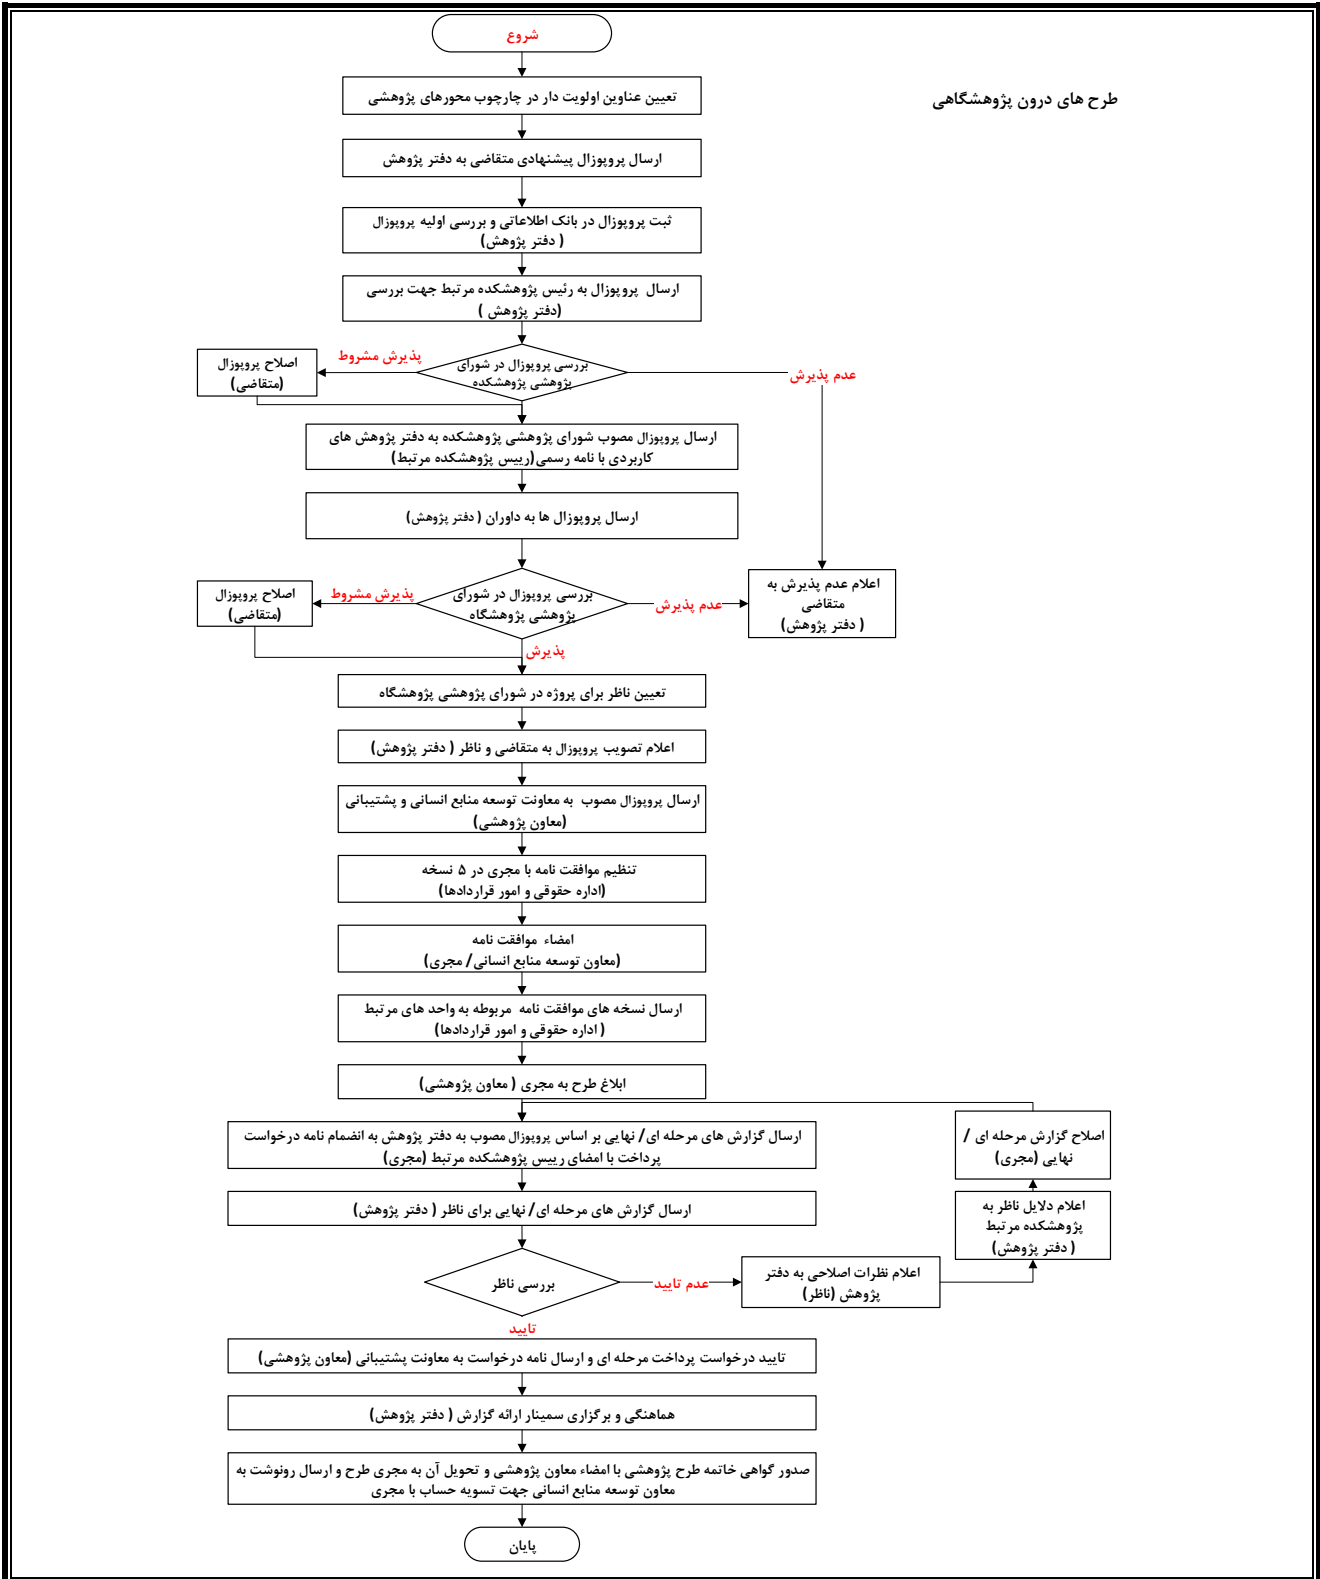 شروع
طرح های درون پژوهشگاهی
تعیین عناوین اولویت دار در چارچوب محورهای پژوهشی
ارسال پروپوزال پیشنهادی متقاضی به دفتر پژوهش
ثبت پروپوزال در بانک اطلاعاتی و بررسی اولیه پروپوزال
( دفتر پژوهش)
ارسال پروپوزال به رئیس پژوهشکده مرتبط جهت بررسی
(دفتر پژوهش )
بررسی پروپوزال در شورای
پژوهشی پژوهشکده
پذیرش مشروط
اصلاح پروپوزال
(متقاضی)
عدم پذیرش
ارسال پروپوزال مصوب شورای پژوهشی پژوهشکده به دفتر پژوهش های
کاربردی با نامه رسمی(رییس پژوهشکده مرتبط)
ارسال پروپوزال ها به داوران ( دفتر پژوهش)
بررسی پروپوزال در شورای
پژوهشی پژوهشگاه
پذیرش مشروط
اصلاح پروپوزال
(متقاضی)
عدم پذیرش
اعلام عدم پذیرش به
متقاضی
( دفتر پژوهش)
پذیرش
تعیین ناظر برای پروژه در شورای پژوهشی پژوهشگاه
اعلام تصویب پروپوزال به متقاضی و ناظر ( دفتر پژوهش)
ارسال پروپوزال مصوب به معاونت توسعه منابع انسانی و پشتیبانی
(معاون پژوهشی)
تنظیم موافقت نامه با مجری در ۵ نسخه
(اداره حقوقی و امور قراردادها)
امضاء موافقت نامه
(معاون توسعه منابع انسانی/ مجری)
ارسال نسخه های موافقت نامه مربوطه به واحد های مرتبط
( اداره حقوقی و امور قراردادها)
ابلاغ طرح به مجری ( معاون پژوهشی)
ارسال گزارش های مرحله ای/ نهایی بر اساس پروپوزال مصوب به دفتر پژوهش به انضمام نامه درخواست
پرداخت با امضای رییس پژوهشکده مرتبط (مجری)
اصلاح گزارش مرحله ای /
نهایی (مجری)
ارسال گزارش های مرحله ای/ نهایی برای ناظر ( دفتر پژوهش)
اعلام دلایل ناظر به
پژوهشکده مرتبط
( دفتر پژوهش)
بررسی ناظر
عدم تایید
اعلام نظرات اصلاحی به دفتر
پژوهش (ناظر)
تایید
تایید درخواست پرداخت مرحله ای و ارسال نامه درخواست به معاونت پشتیبانی (معاون پژوهشی)
هماهنگی و برگزاری سمینار ارائه گزارش ( دفتر پژوهش)
صدور گواهی خاتمه طرح پژوهشی با امضاء معاون پژوهشی و تحویل آن به مجری طرح و ارسال رونوشت به
معاون توسعه منابع انسانی جهت تسویه حساب با مجری
پایان